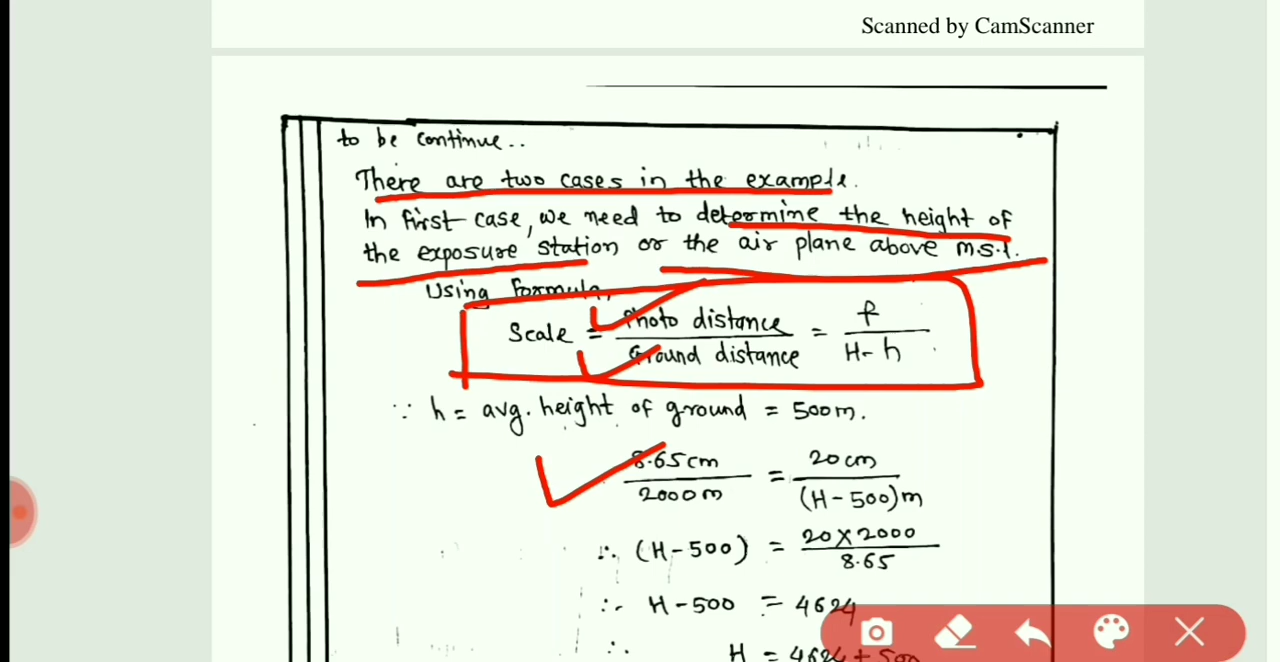 Scanned by CamScanner
to be continue..
There are two cases in the example.
In first case, we need to determine the height of
the exposure station or the air plane above m.s.l.
Using Formula,
Scale = Photo distance / Ground distance = f / H-h
∵ h = avg. height of ground = 500m.
8.65cm / 2000m = 20cm / (H-500)m
∴ (H-500) = 20×2000 / 8.65
∴ H-500 = 4624
∴ H = 4624+500